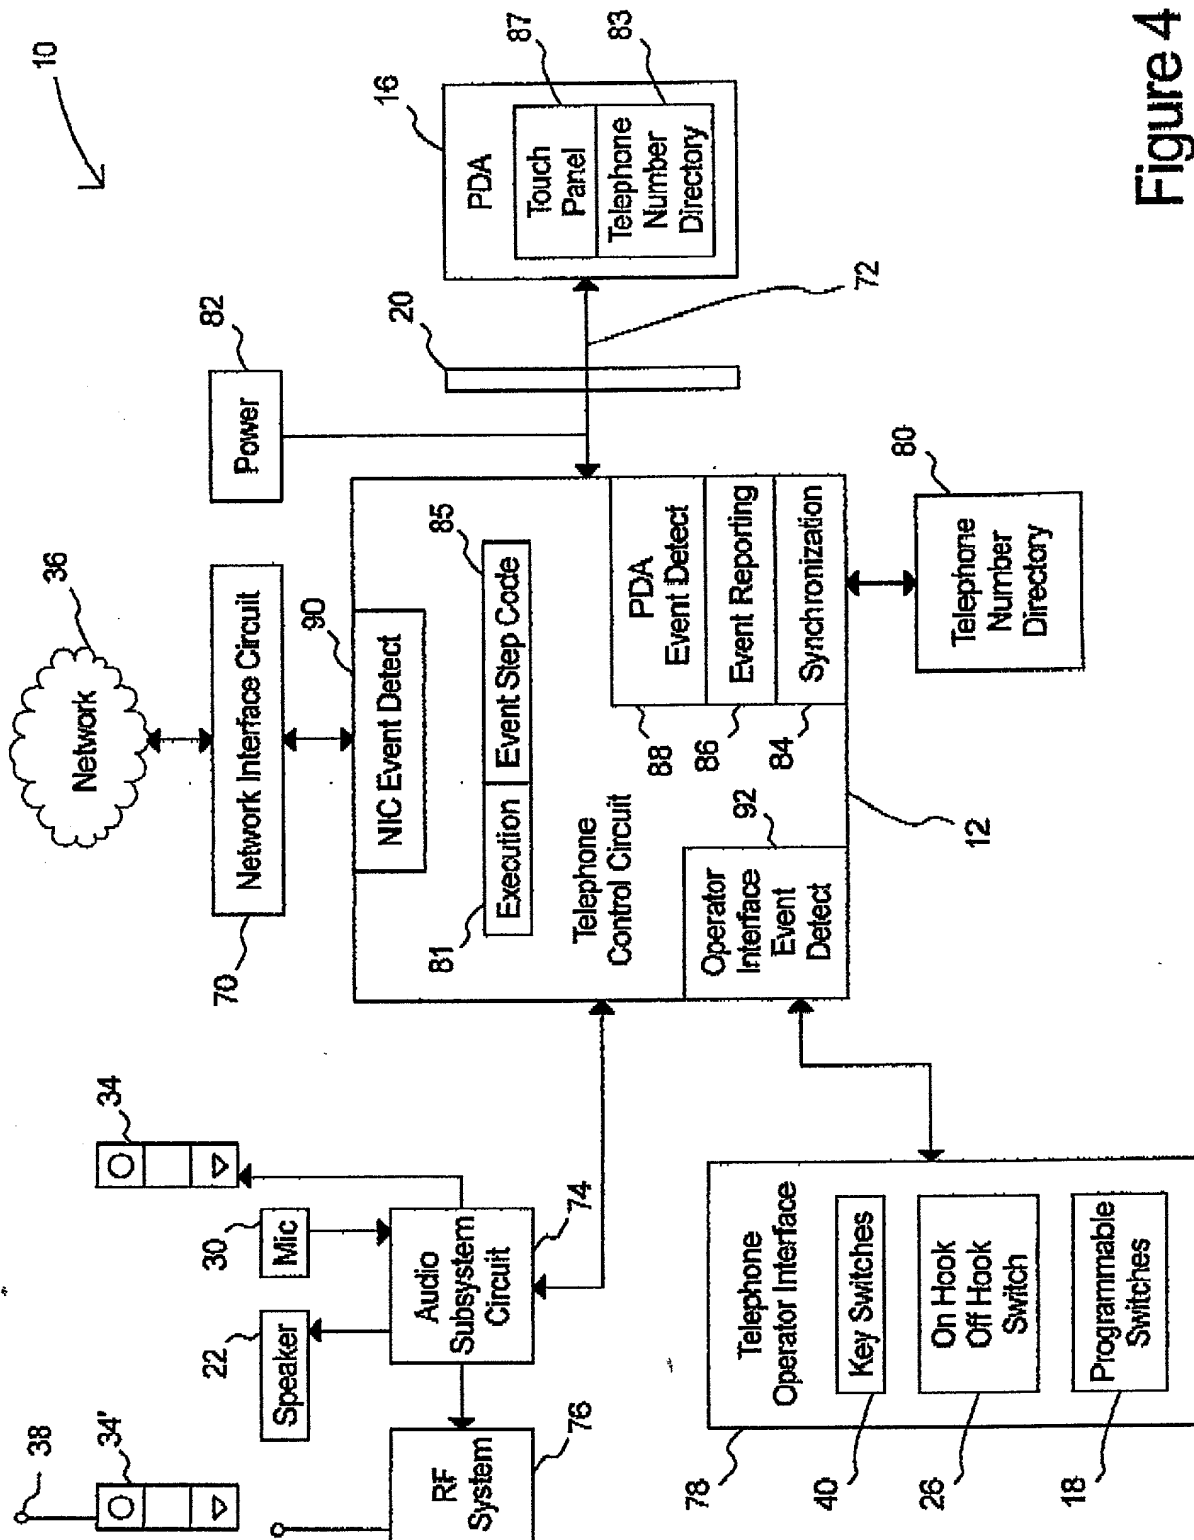 10
36
Network
82
Power
16
PDA
87
Touch
Panel
83
Telephone
Number
Directory
20
72
70
Network Interface Circuit
90
NIC Event Detect
81
Execution
85
Event Step Code
Telephone
Control Circuit
88
PDA
Event Detect
86
Event Reporting
84
Synchronization
92
Operator
Interface
Event
Detect
12
80
Telephone
Number
Directory
38
34'
34
22
Speaker
30
Mic
74
Audio
Subsystem
Circuit
76
RF
System
78
Telephone
Operator Interface
40
Key Switches
26
On Hook
Off Hook
Switch
18
Programmable
Switches
Figure 4